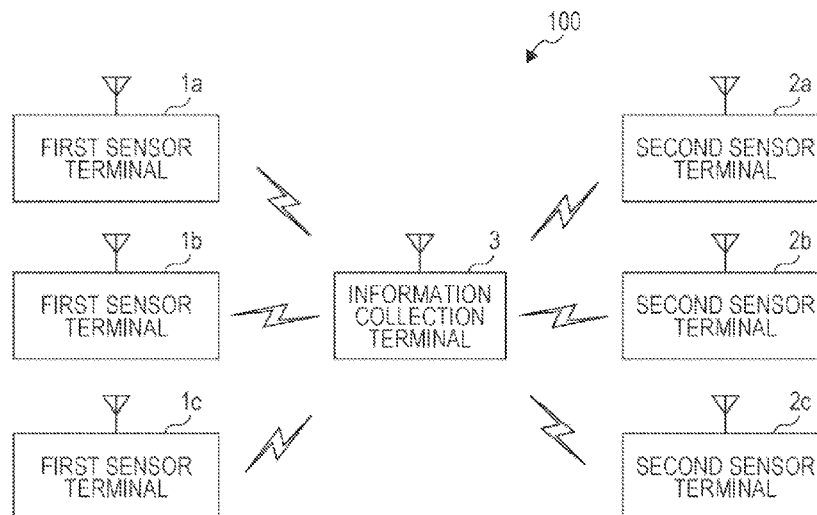 100
1a
FIRST SENSOR
TERMINAL
2a
SECOND SENSOR
TERMINAL
1b
FIRST SENSOR
TERMINAL
3
INFORMATION
COLLECTION
TERMINAL
2b
SECOND SENSOR
TERMINAL
1c
FIRST SENSOR
TERMINAL
2c
SECOND SENSOR
TERMINAL